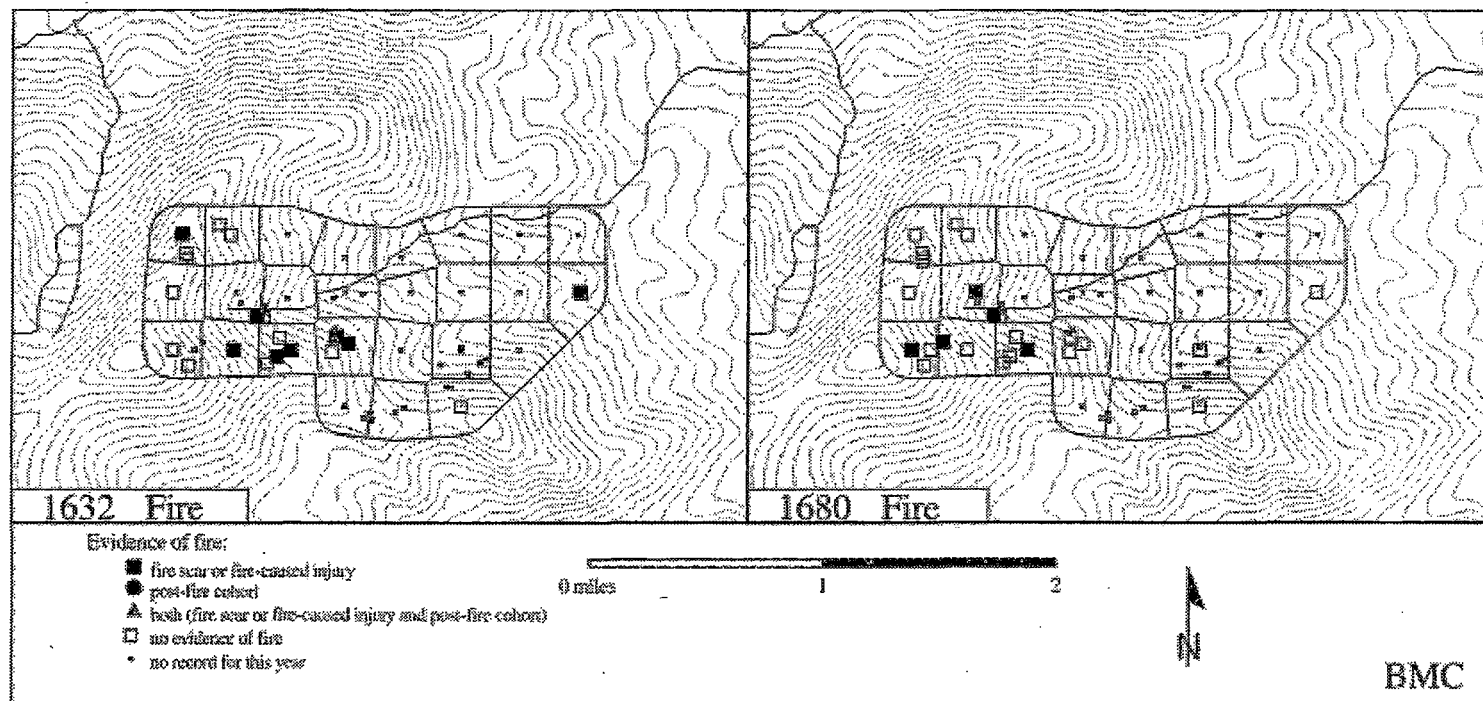 1632 Fire
1680 Fire
Evidence of fire:
fire scar or fire-caused injury
post-fire cohort
both (fire scar or fire-caused injury and post-fire cohort)
no evidence of fire
no record for this year
0 miles 1 2
N
BMC